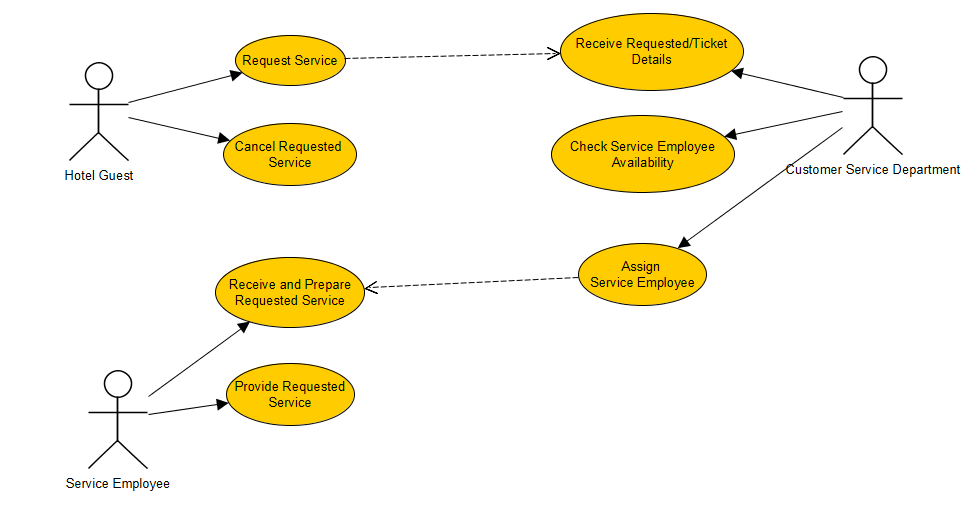 Request Service
Receive Requested/Ticket
Details
Hotel Guest
Cancel Requested
Service
Check Service Employee
Availability
Customer Service Department
Receive and Prepare
Requested Service
Assign
Service Employee
Provide Requested
Service
Service Employee